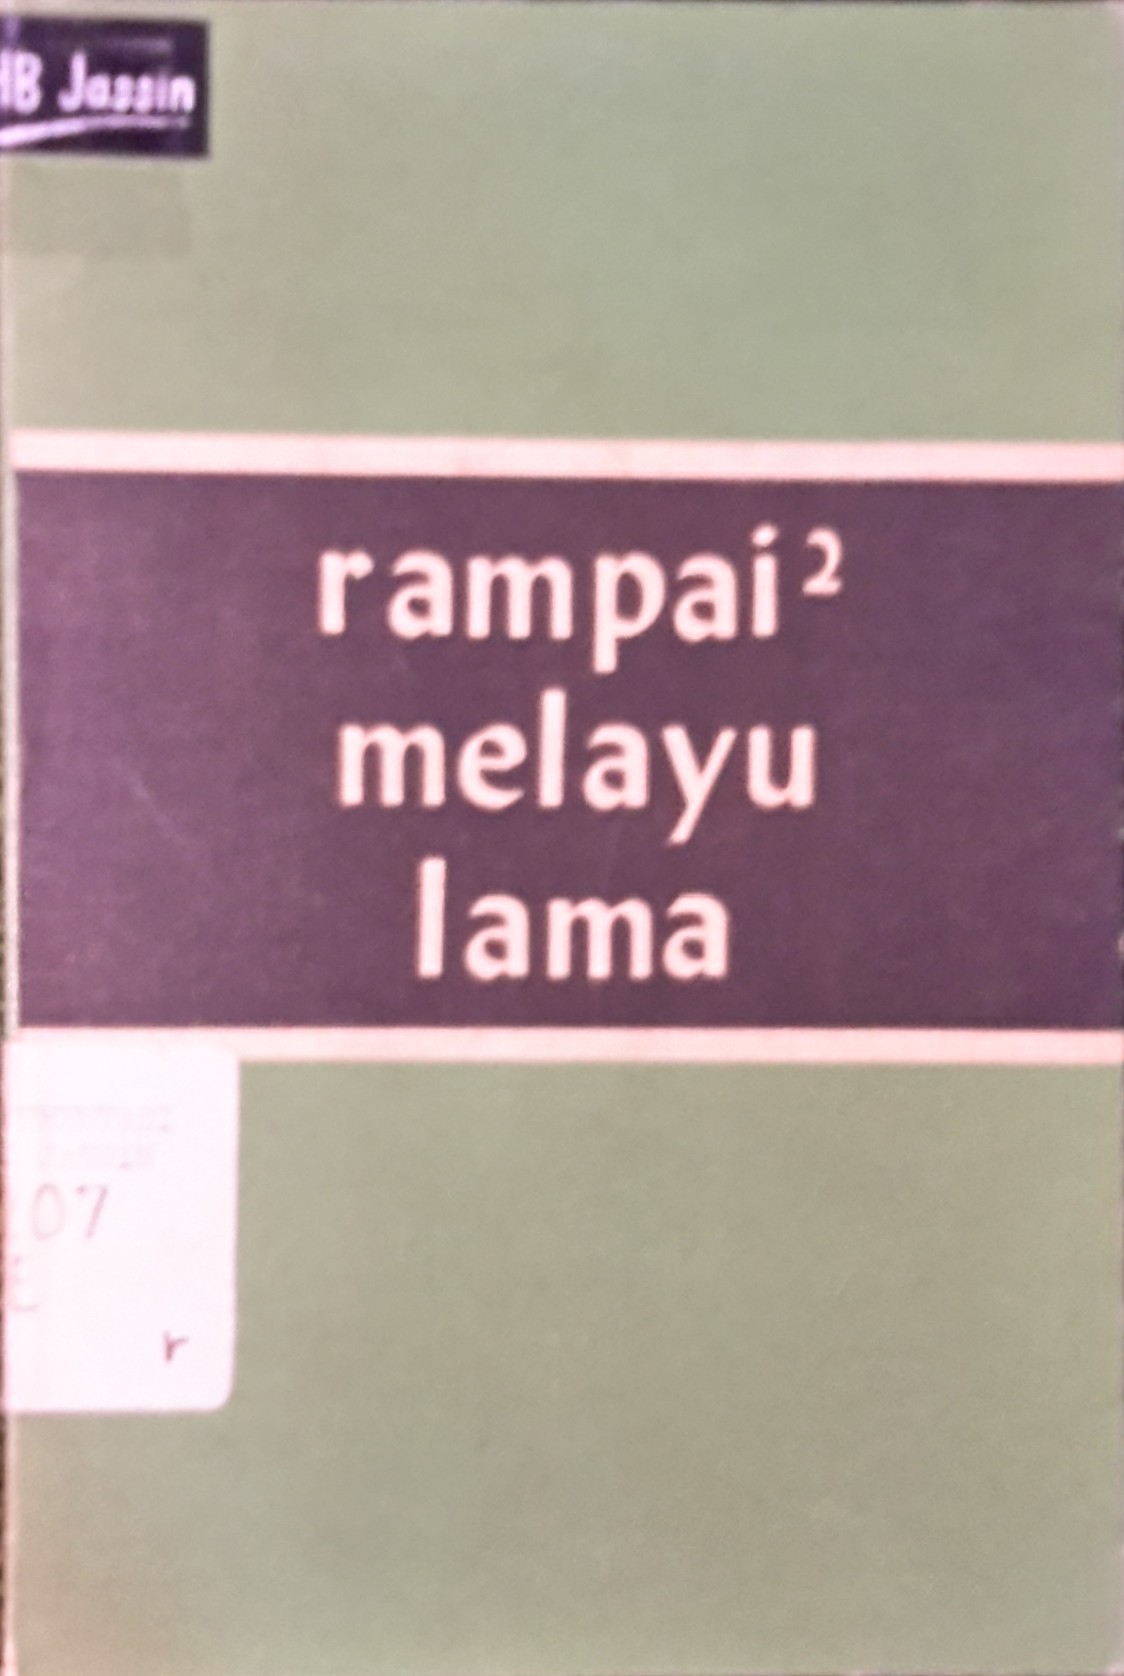 HB Jassin
rampai²
melayu
lama
07
r